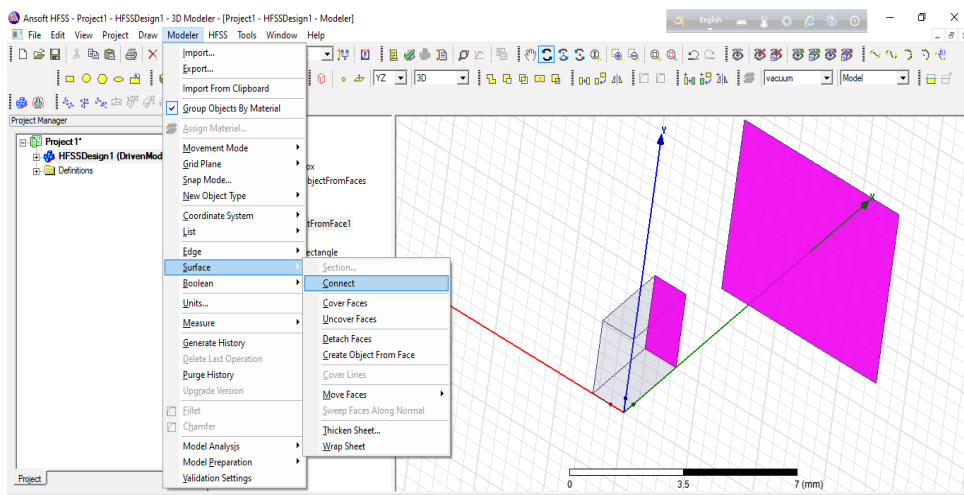 Ansoft HFSS - Project1 - HFSSDesign1 - 3D Modeler - [Project1 - HFSSDesign1 - Modeler]
English
File Edit View Project Draw Modeler HFSS Tools Window Help
YZ 3D vacuum Model
Project Manager
Project1*
HFSSDesign1 (DrivenMod
Definitions
Project
Import...
Export...
Import From Clipboard
Group Objects By Material
Assign Material...
Movement Mode
Grid Plane
Snap Mode...
New Object Type
Coordinate System
List
Edge
Surface
Boolean
Units...
Measure
Generate History
Delete Last Operation
Purge History
Upgrade Version
Fillet
Chamfer
Model Analysis
Model Preparation
Validation Settings
ox
bjectFromFaces
tFromFace1
ectangle
Section...
Connect
Cover Faces
Uncover Faces
Detach Faces
Create Object From Face
Cover Lines
Move Faces
Sweep Faces Along Normal
Thicken Sheet...
Wrap Sheet
0 3.5 7 (mm)